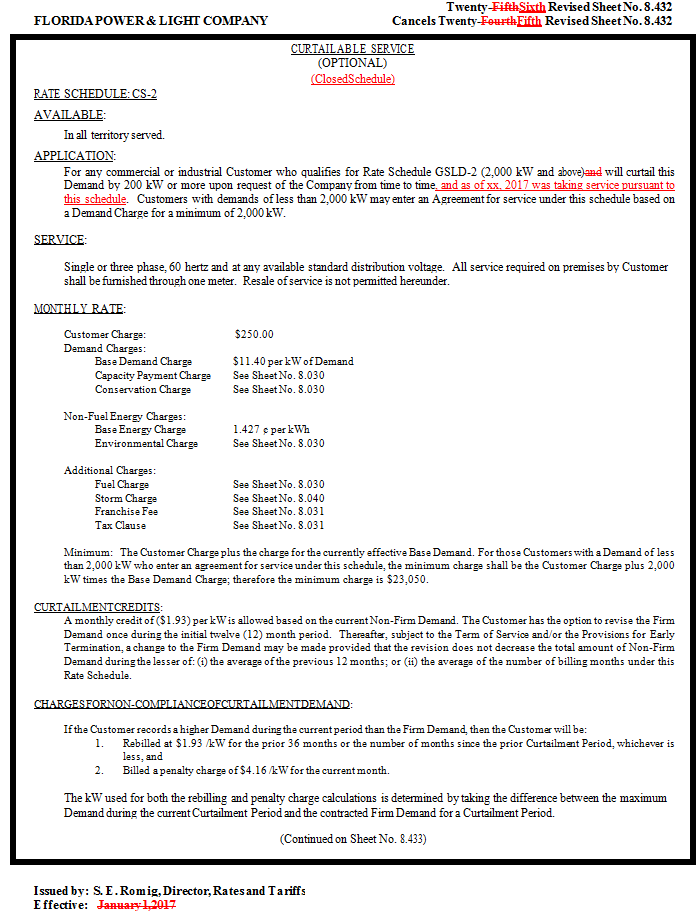 Twenty-FifthSixth Revised Sheet No. 8.432
FLORIDA POWER & LIGHT COMPANY Cancels Twenty-FourthFifth Revised Sheet No. 8.432
CURTAILABLE SERVICE
(OPTIONAL)
(ClosedSchedule)
RATE SCHEDULE: CS-2
AVAILABLE:
In all territory served.
APPLICATION:
For any commercial or industrial Customer who qualifies for Rate Schedule GSLD-2 (2,000 kW and above)and will curtail this
Demand by 200 kW or more upon request of the Company from time to time, and as of xx, 2017 was taking service pursuant to
this schedule. Customers with demands of less than 2,000 kW may enter an Agreement for service under this schedule based on
a Demand Charge for a minimum of 2,000 kW.
SERVICE:
Single or three phase, 60 hertz and at any available standard distribution voltage. All service required on premises by Customer
shall be furnished through one meter. Resale of service is not permitted hereunder.
MONTHLY RATE:
Customer Charge: $250.00
Demand Charges:
Base Demand Charge $11.40 per kW of Demand
Capacity Payment Charge See Sheet No. 8.030
Conservation Charge See Sheet No. 8.030
Non-Fuel Energy Charges:
Base Energy Charge 1.427 ¢ per kWh
Environmental Charge See Sheet No. 8.030
Additional Charges:
Fuel Charge See Sheet No. 8.030
Storm Charge See Sheet No. 8.040
Franchise Fee See Sheet No. 8.031
Tax Clause See Sheet No. 8.031
Minimum: The Customer Charge plus the charge for the currently effective Base Demand. For those Customers with a Demand of less
than 2,000 kW who enter an agreement for service under this schedule, the minimum charge shall be the Customer Charge plus 2,000
kW times the Base Demand Charge; therefore the minimum charge is $23,050.
CURTAILMENTCREDITS:
A monthly credit of ($1.93) per kW is allowed based on the current Non-Firm Demand. The Customer has the option to revise the Firm
Demand once during the initial twelve (12) month period. Thereafter, subject to the Term of Service and/or the Provisions for Early
Termination, a change to the Firm Demand may be made provided that the revision does not decrease the total amount of Non-Firm
Demand during the lesser of: (i) the average of the previous 12 months; or (ii) the average of the number of billing months under this
Rate Schedule.
CHARGESFORNON-COMPLIANCEOFCURTAILMENTDEMAND:
If the Customer records a higher Demand during the current period than the Firm Demand, then the Customer will be:
1. Rebilled at $1.93 /kW for the prior 36 months or the number of months since the prior Curtailment Period, whichever is
less, and
2. Billed a penalty charge of $4.16 /kW for the current month.
The kW used for both the rebilling and penalty charge calculations is determined by taking the difference between the maximum
Demand during the current Curtailment Period and the contracted Firm Demand for a Curtailment Period.
(Continued on Sheet No. 8.433)
Issued by: S. E. Romig, Director, Rates and Tariffs
Effective: January 1, 2017